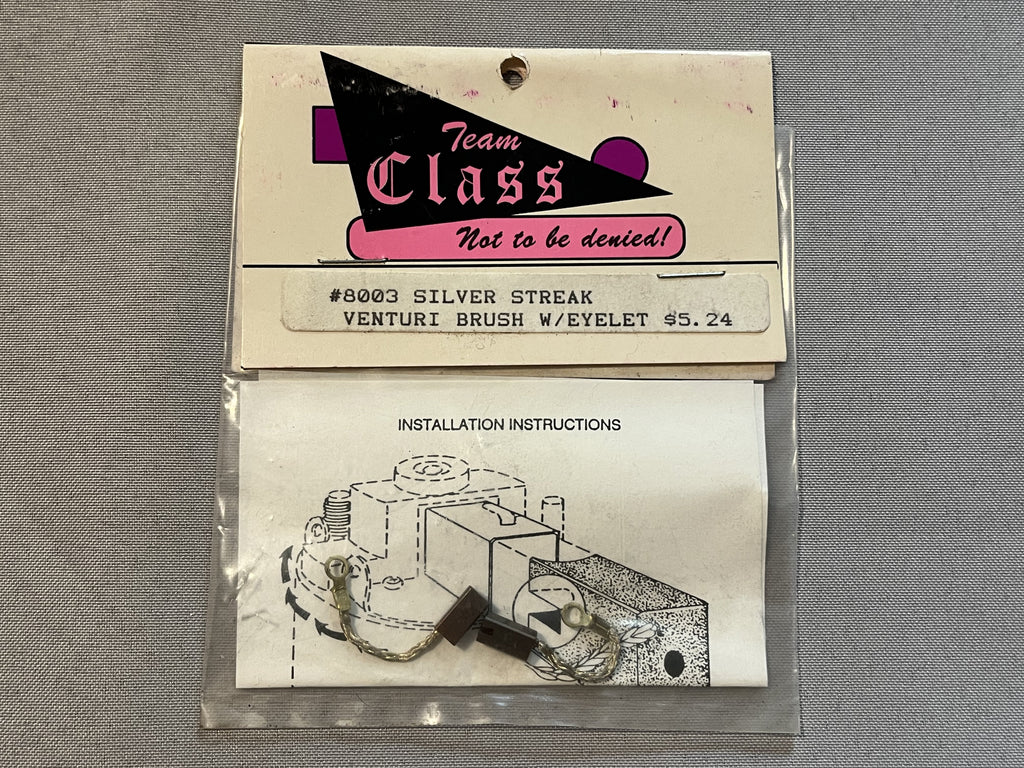 Team
Class
Not to be denied!
#8003 SILVER STREAK
VENTURI BRUSH W/EYELET $5.24
INSTALLATION INSTRUCTIONS